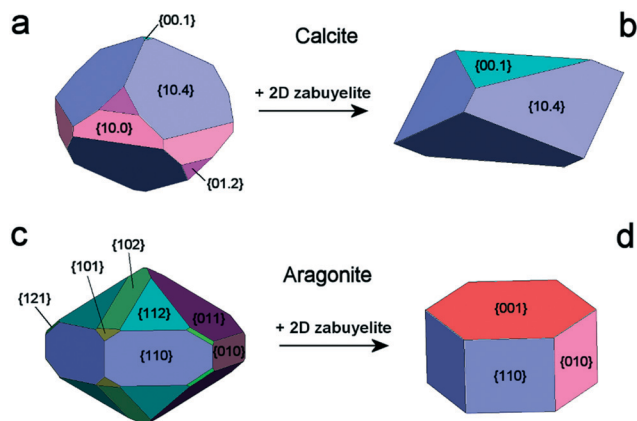 a
{00.1}
Calcite
b
{10.4}
{10.0}
{01.2}
+ 2D zabuyelite
{00.1}
{10.4}
c
{102}
{101}
{121}
Aragonite
d
{112}
{011}
{110}
{010}
+ 2D zabuyelite
{001}
{110}
{010}